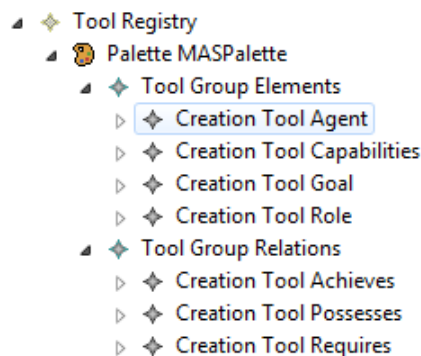 Tool Registry
Palette MASPalette
Tool Group Elements
Creation Tool Agent
Creation Tool Capabilities
Creation Tool Goal
Creation Tool Role
Tool Group Relations
Creation Tool Achieves
Creation Tool Possesses
Creation Tool Requires